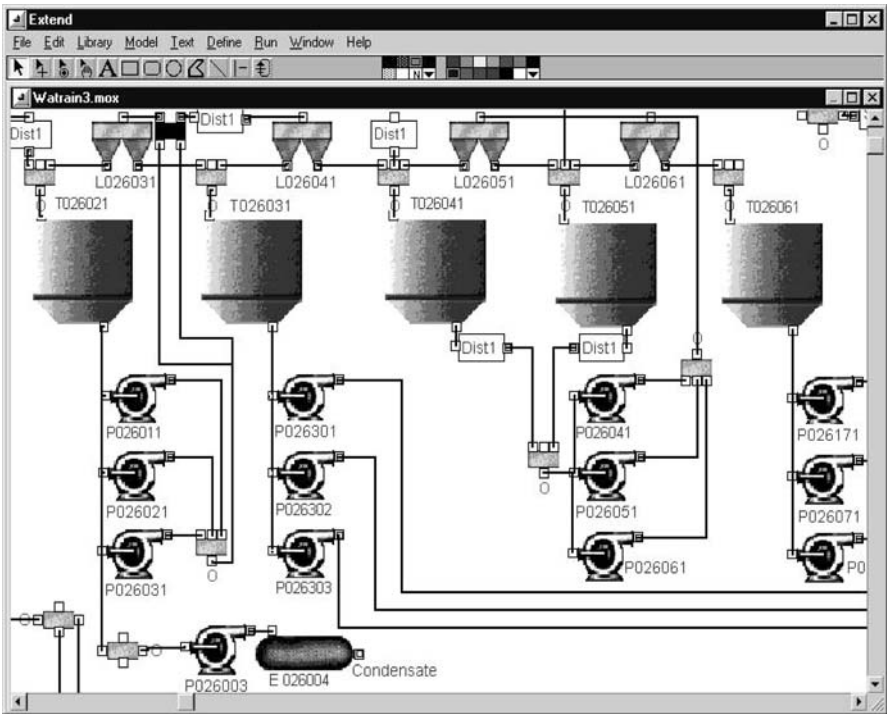 Extend
File Edit Library Model Text Define Run Window Help
A N
Watrain3.mox
Dist1 Dist1 Dist1
L026031 L026041 L026051 L026061
T026021 T026031 T026041 T026051 T026061
Dist1 Dist1
P026011 P026301 P026041 P026171
P026021 P026302 P026051 P026071
P026031 P026303 P026061 P0
P026003 E 026004 Condensate